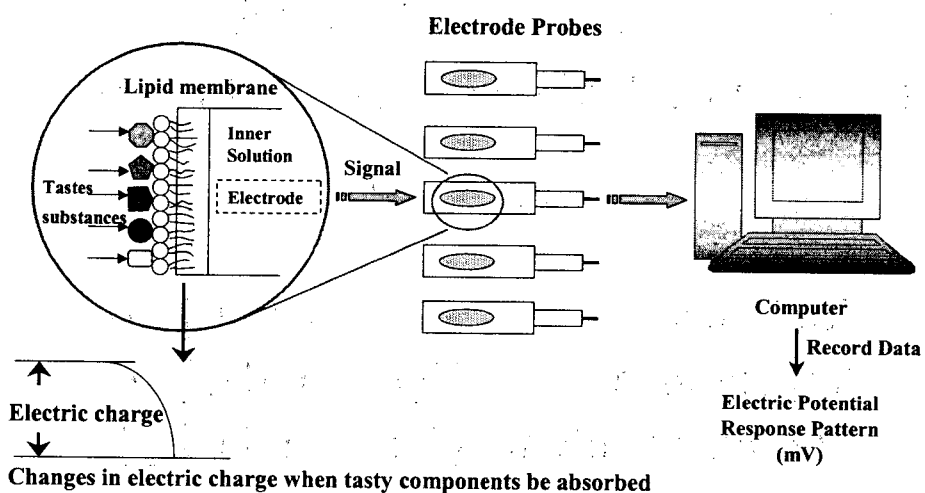 Electrode Probes
Lipid membrane
Inner
Solution
Electrode
Tastes
substances
Signal
Computer
Record Data
Electric Potential
Response Pattern
(mV)
Electric charge
Changes in electric charge when tasty components be absorbed